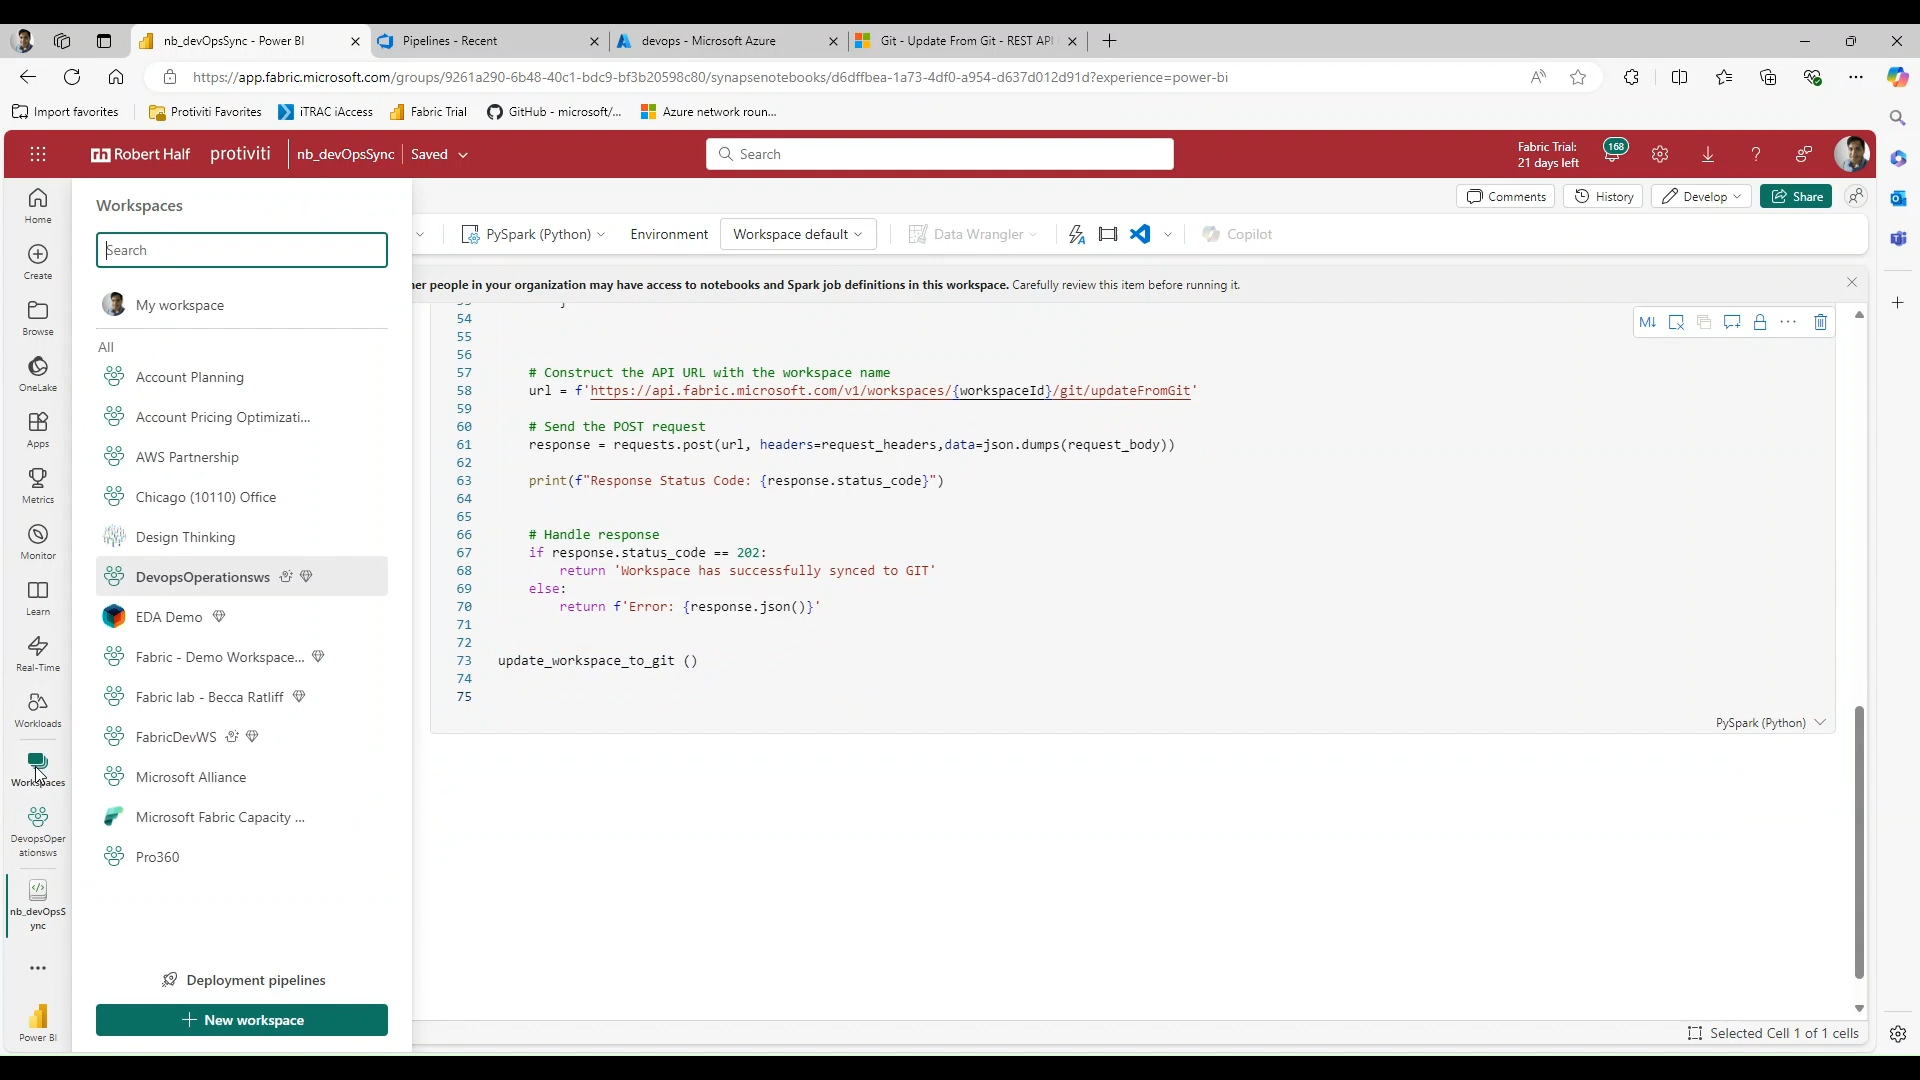 nb_devOpsSync - Power BI
Pipelines - Recent
devops - Microsoft Azure
Git - Update From Git - REST API
https://app.fabric.microsoft.com/groups/9261a290-6b48-40c1-bdc9-bf3b20598c80/synapsenotebooks/d6dffbea-1a73-4df0-a954-d637d012d91d?experience=power-bi
Import favorites
Protiviti Favorites
iTRAC iAccess
Fabric Trial
GitHub - microsoft/...
Azure network roun...
rh Robert Half protiviti
nb_devOpsSync
Saved
Search
Fabric Trial:
21 days left
168
Home
Create
Browse
OneLake
Apps
Metrics
Monitor
Learn
Real-Time
Workloads
Workspaces
DevopsOper
ationsws
nb_devOpsS
ync
Power BI
Workspaces
Search
My workspace
All
Account Planning
Account Pricing Optimizati...
AWS Partnership
Chicago (10110) Office
Design Thinking
DevopsOperationsws
EDA Demo
Fabric - Demo Workspace...
Fabric lab - Becca Ratliff
FabricDevWS
Microsoft Alliance
Microsoft Fabric Capacity ...
Pro360
Deployment pipelines
New workspace
Comments
History
Develop
Share
PySpark (Python)
Environment
Workspace default
Data Wrangler
Copilot
her people in your organization may have access to notebooks and Spark job definitions in this workspace. Carefully review this item before running it.
M↓
54
55
56
57 # Construct the API URL with the workspace name
58 url = f'https://api.fabric.microsoft.com/v1/workspaces/{workspaceId}/git/updateFromGit'
59
60 # Send the POST request
61 response = requests.post(url, headers=request_headers,data=json.dumps(request_body))
62
63 print(f"Response Status Code: {response.status_code}")
64
65
66 # Handle response
67 if response.status_code == 202:
68 return 'Workspace has successfully synced to GIT'
69 else:
70 return f'Error: {response.json()}'
71
72
73 update_workspace_to_git ()
74
75
PySpark (Python)
Selected Cell 1 of 1 cells